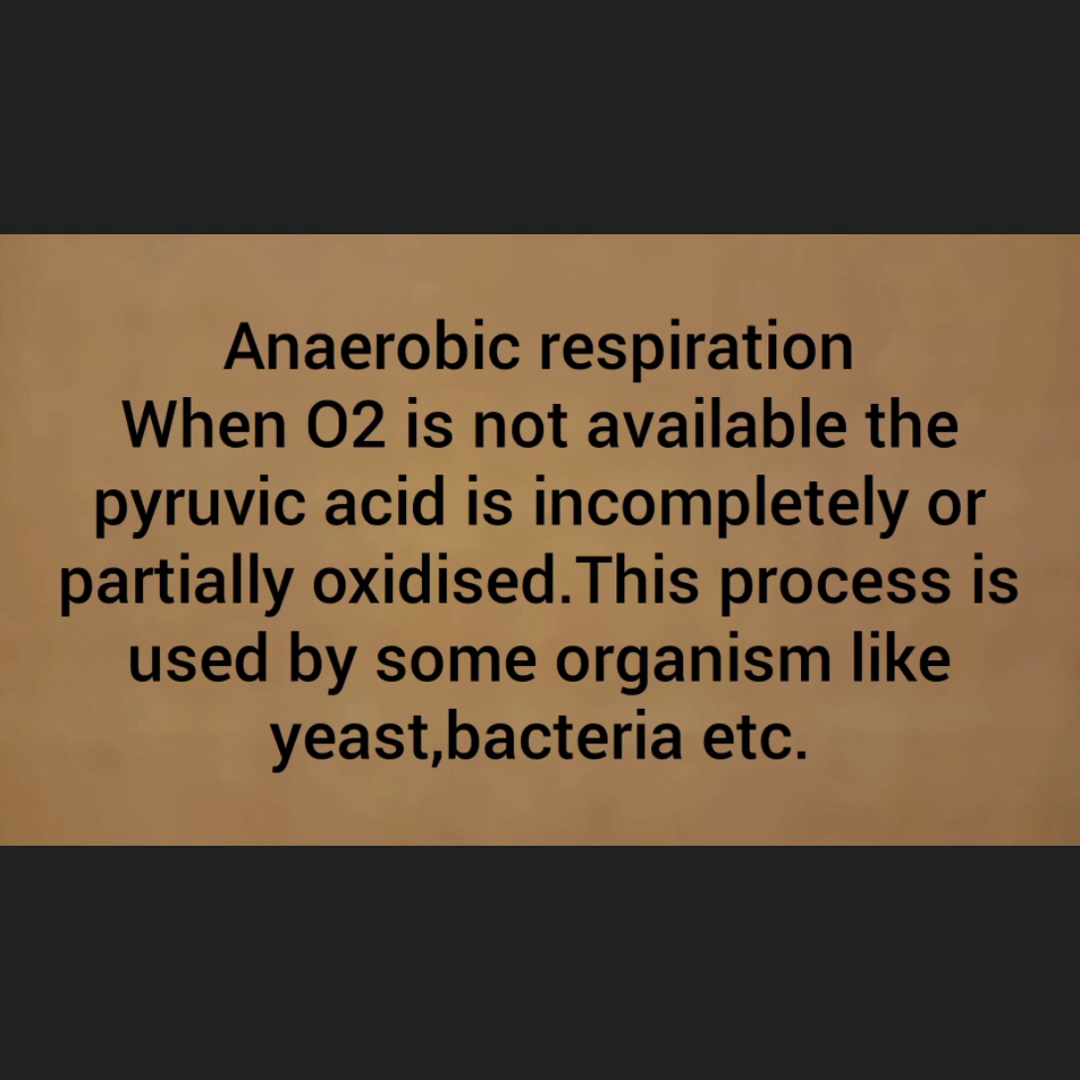 Anaerobic respiration
When O2 is not available the
pyruvic acid is incompletely or
partially oxidised.This process is
used by some organism like
yeast,bacteria etc.